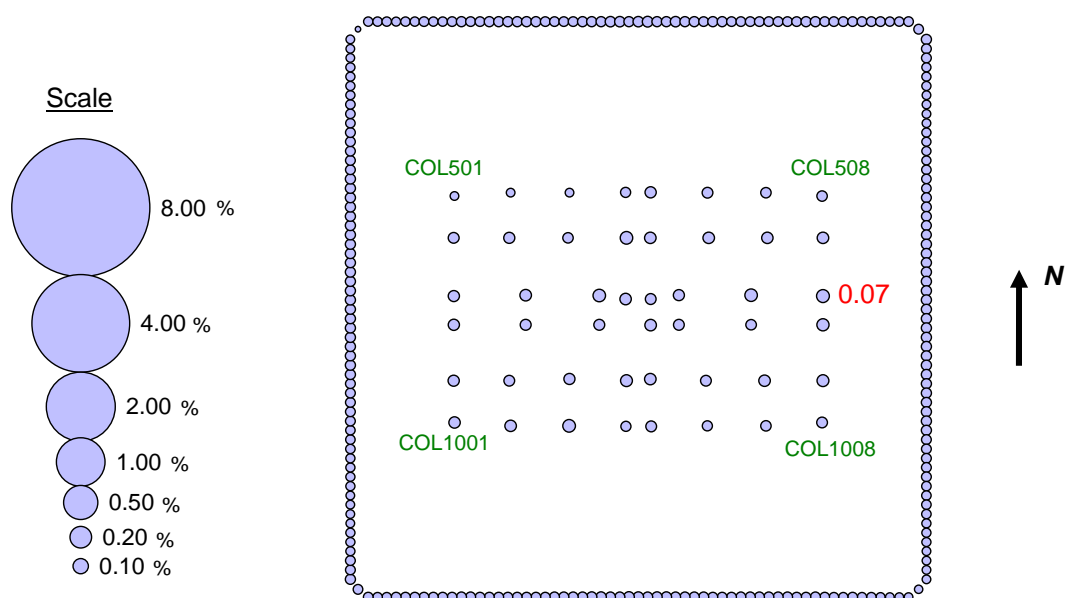 Scale
8.00 %
4.00 %
2.00 %
1.00 %
0.50 %
0.20 %
0.10 %
COL501
COL508
0.07
COL1001
COL1008
N